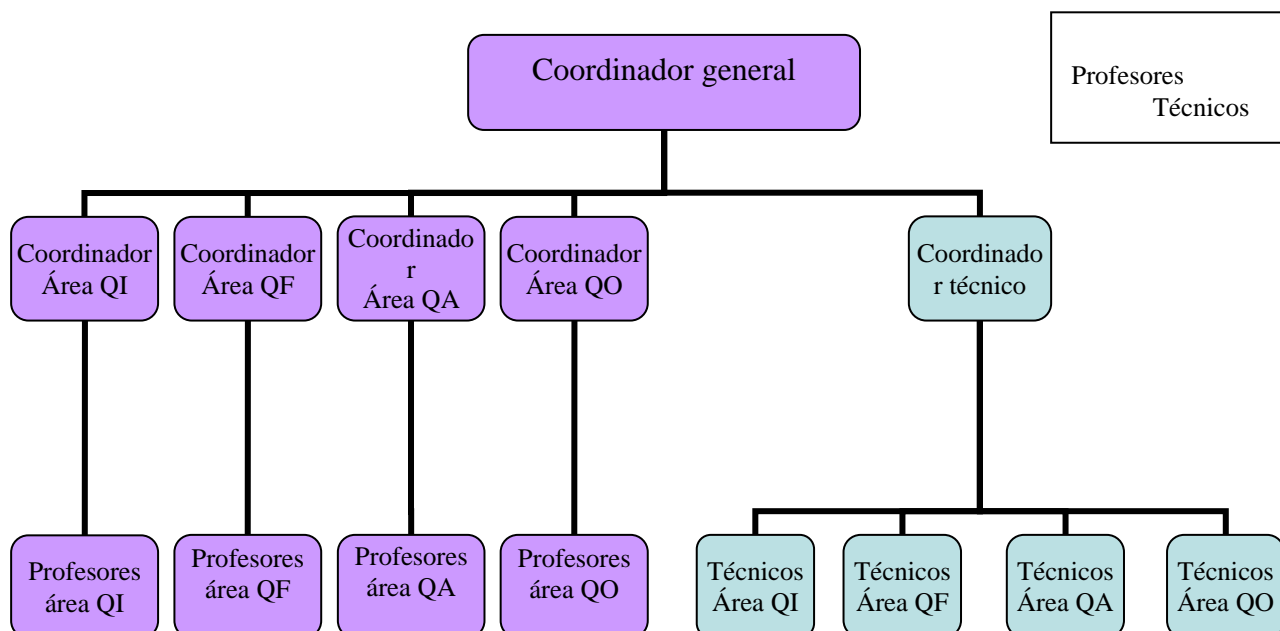 Coordinador general
Profesores
Técnicos
Coordinador
Área QI
Coordinador
Área QF
Coordinado
r
Área QA
Coordinador
Área QO
Coordinado
r técnico
Profesores
área QI
Profesores
área QF
Profesores
área QA
Profesores
área QO
Técnicos
Área QI
Técnicos
Área QF
Técnicos
Área QA
Técnicos
Área QO